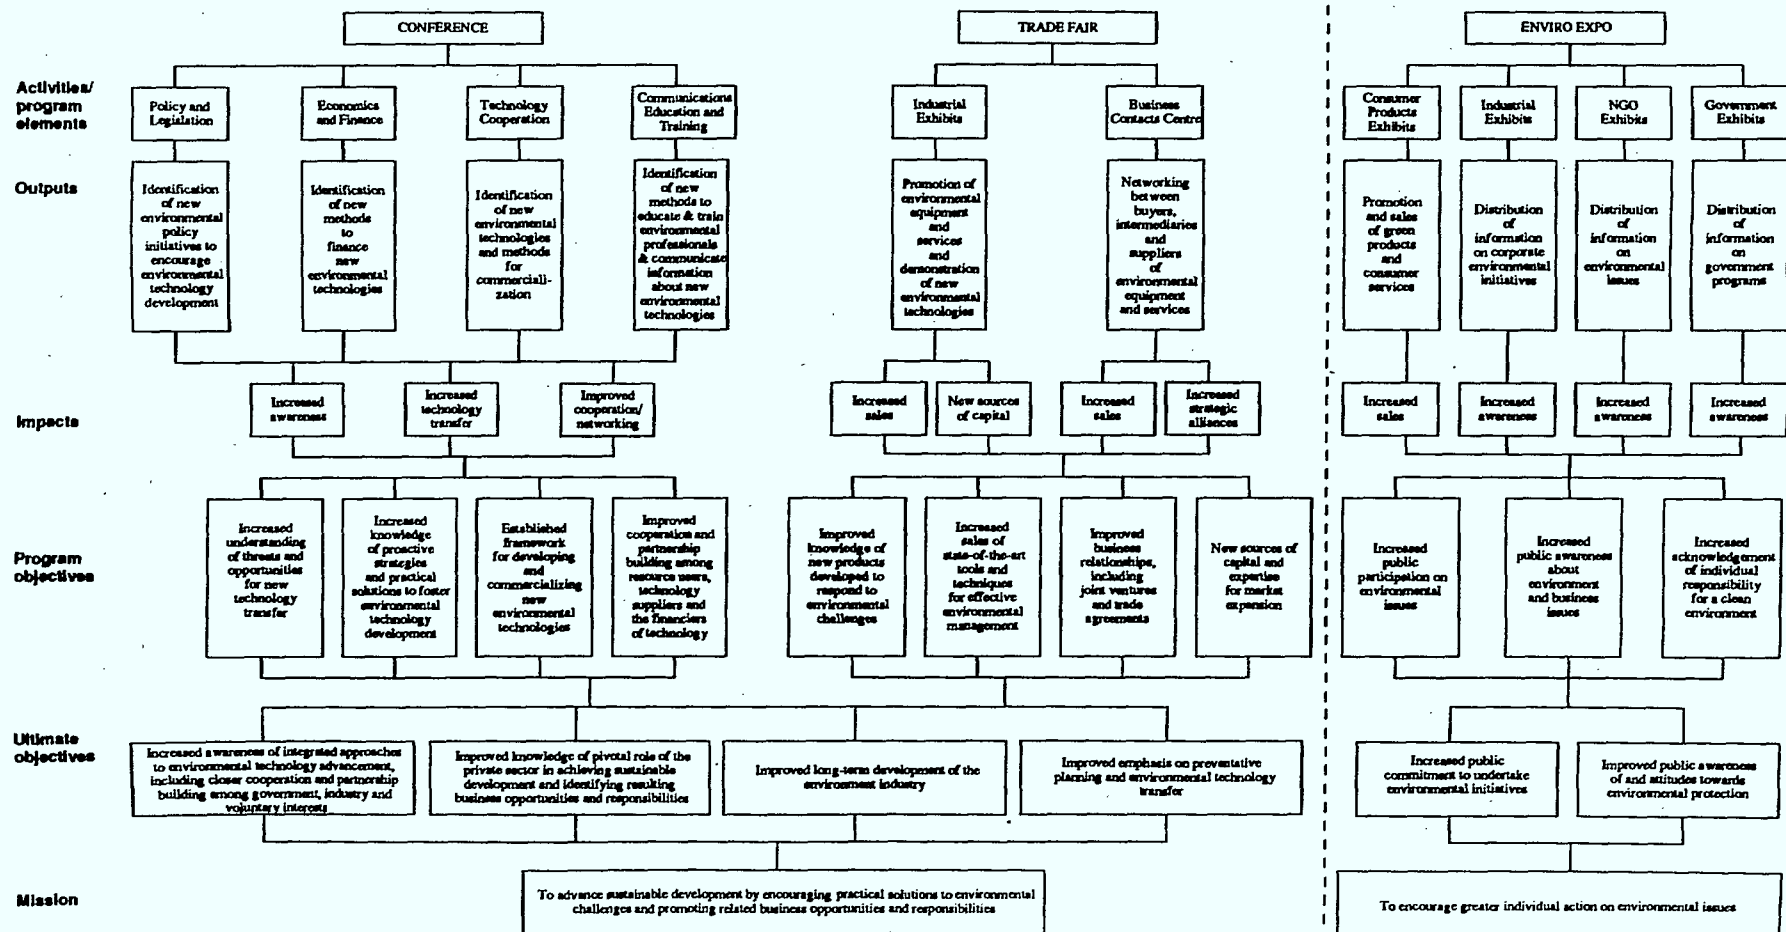 CONFERENCE
TRADE FAIR
ENVIRO EXPO
Activities/
program
elements
Policy and
Legislation
Economics
and Finance
Technology
Cooperation
Communications
Education and
Training
Industrial
Exhibits
Business
Contacts Centre
Consumer
Products
Exhibits
Industrial
Exhibits
NGO
Exhibits
Government
Exhibits
Outputs
Identification
of new
environmental
policy
initiatives to
encourage
environmental
technology
development
Identification
of new
methods
to
finance
new
environmental
technologies
Identification
of new
environmental
technologies
and methods
for
commerciali-
zation
Identification
of new
methods to
educate & train
environmental
professionals
& communicate
information
about new
environmental
technologies
Promotion of
environmental
equipment
and
services
and
demonstration
of new
environmental
technologies
Networking
between
buyers,
intermediaries
and
suppliers
of
environmental
equipment
and services
Promotion
and sales
of green
products
and
consumer
services
Distribution
of
information
on corporate
environmental
initiatives
Distribution
of
information
on
environmental
issues
Distribution
of
information
on
government
programs
Impacts
Increased
awareness
Increased
technology
transfer
Improved
cooperation/
networking
Increased
sales
New sources
of capital
Increased
sales
Increased
strategic
alliances
Increased
sales
Increased
awareness
Increased
awareness
Increased
awareness
Program
objectives
Increased
understanding
of threats and
opportunities
for new
technology
transfer
Increased
knowledge
of proactive
strategies
and practical
solutions to foster
environmental
technology
development
Established
framework
for developing
and
commercializing
new
environmental
technologies
Improved
cooperation and
partnership
building among
resource users,
technology
suppliers and
the financiers
of technology
Improved
knowledge of
new products
developed to
respond to
environmental
challenges
Increased
sales of
state-of-the-art
tools and
techniques
for effective
environmental
management
Improved
business
relationships,
including
joint ventures
and trade
agreements
New sources of
capital and
expertise
for market
expansion
Increased
public
participation on
environmental
issues
Increased
public awareness
about
environment
and business
issues
Increased
acknowledgement
of individual
responsibility
for a clean
environment
Ultimate
objectives
Increased awareness of integrated approaches
to environmental technology advancement,
including closer cooperation and partnership
building among government, industry and
voluntary interests
Improved knowledge of pivotal role of the
private sector in achieving sustainable
development and identifying resulting
business opportunities and responsibilities
Improved long-term development of the
environment industry
Improved emphasis on preventative
planning and environmental technology
transfer
Increased public
commitment to undertake
environmental initiatives
Improved public awareness
of and attitudes towards
environmental protection
Mission
To advance sustainable development by encouraging practical solutions to environmental
challenges and promoting related business opportunities and responsibilities
To encourage greater individual action on environmental issues